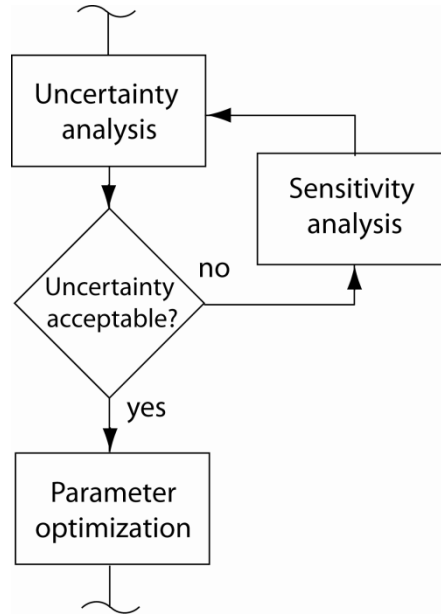 Uncertainty
analysis
Sensitivity
analysis
Uncertainty
acceptable?
no
yes
Parameter
optimization